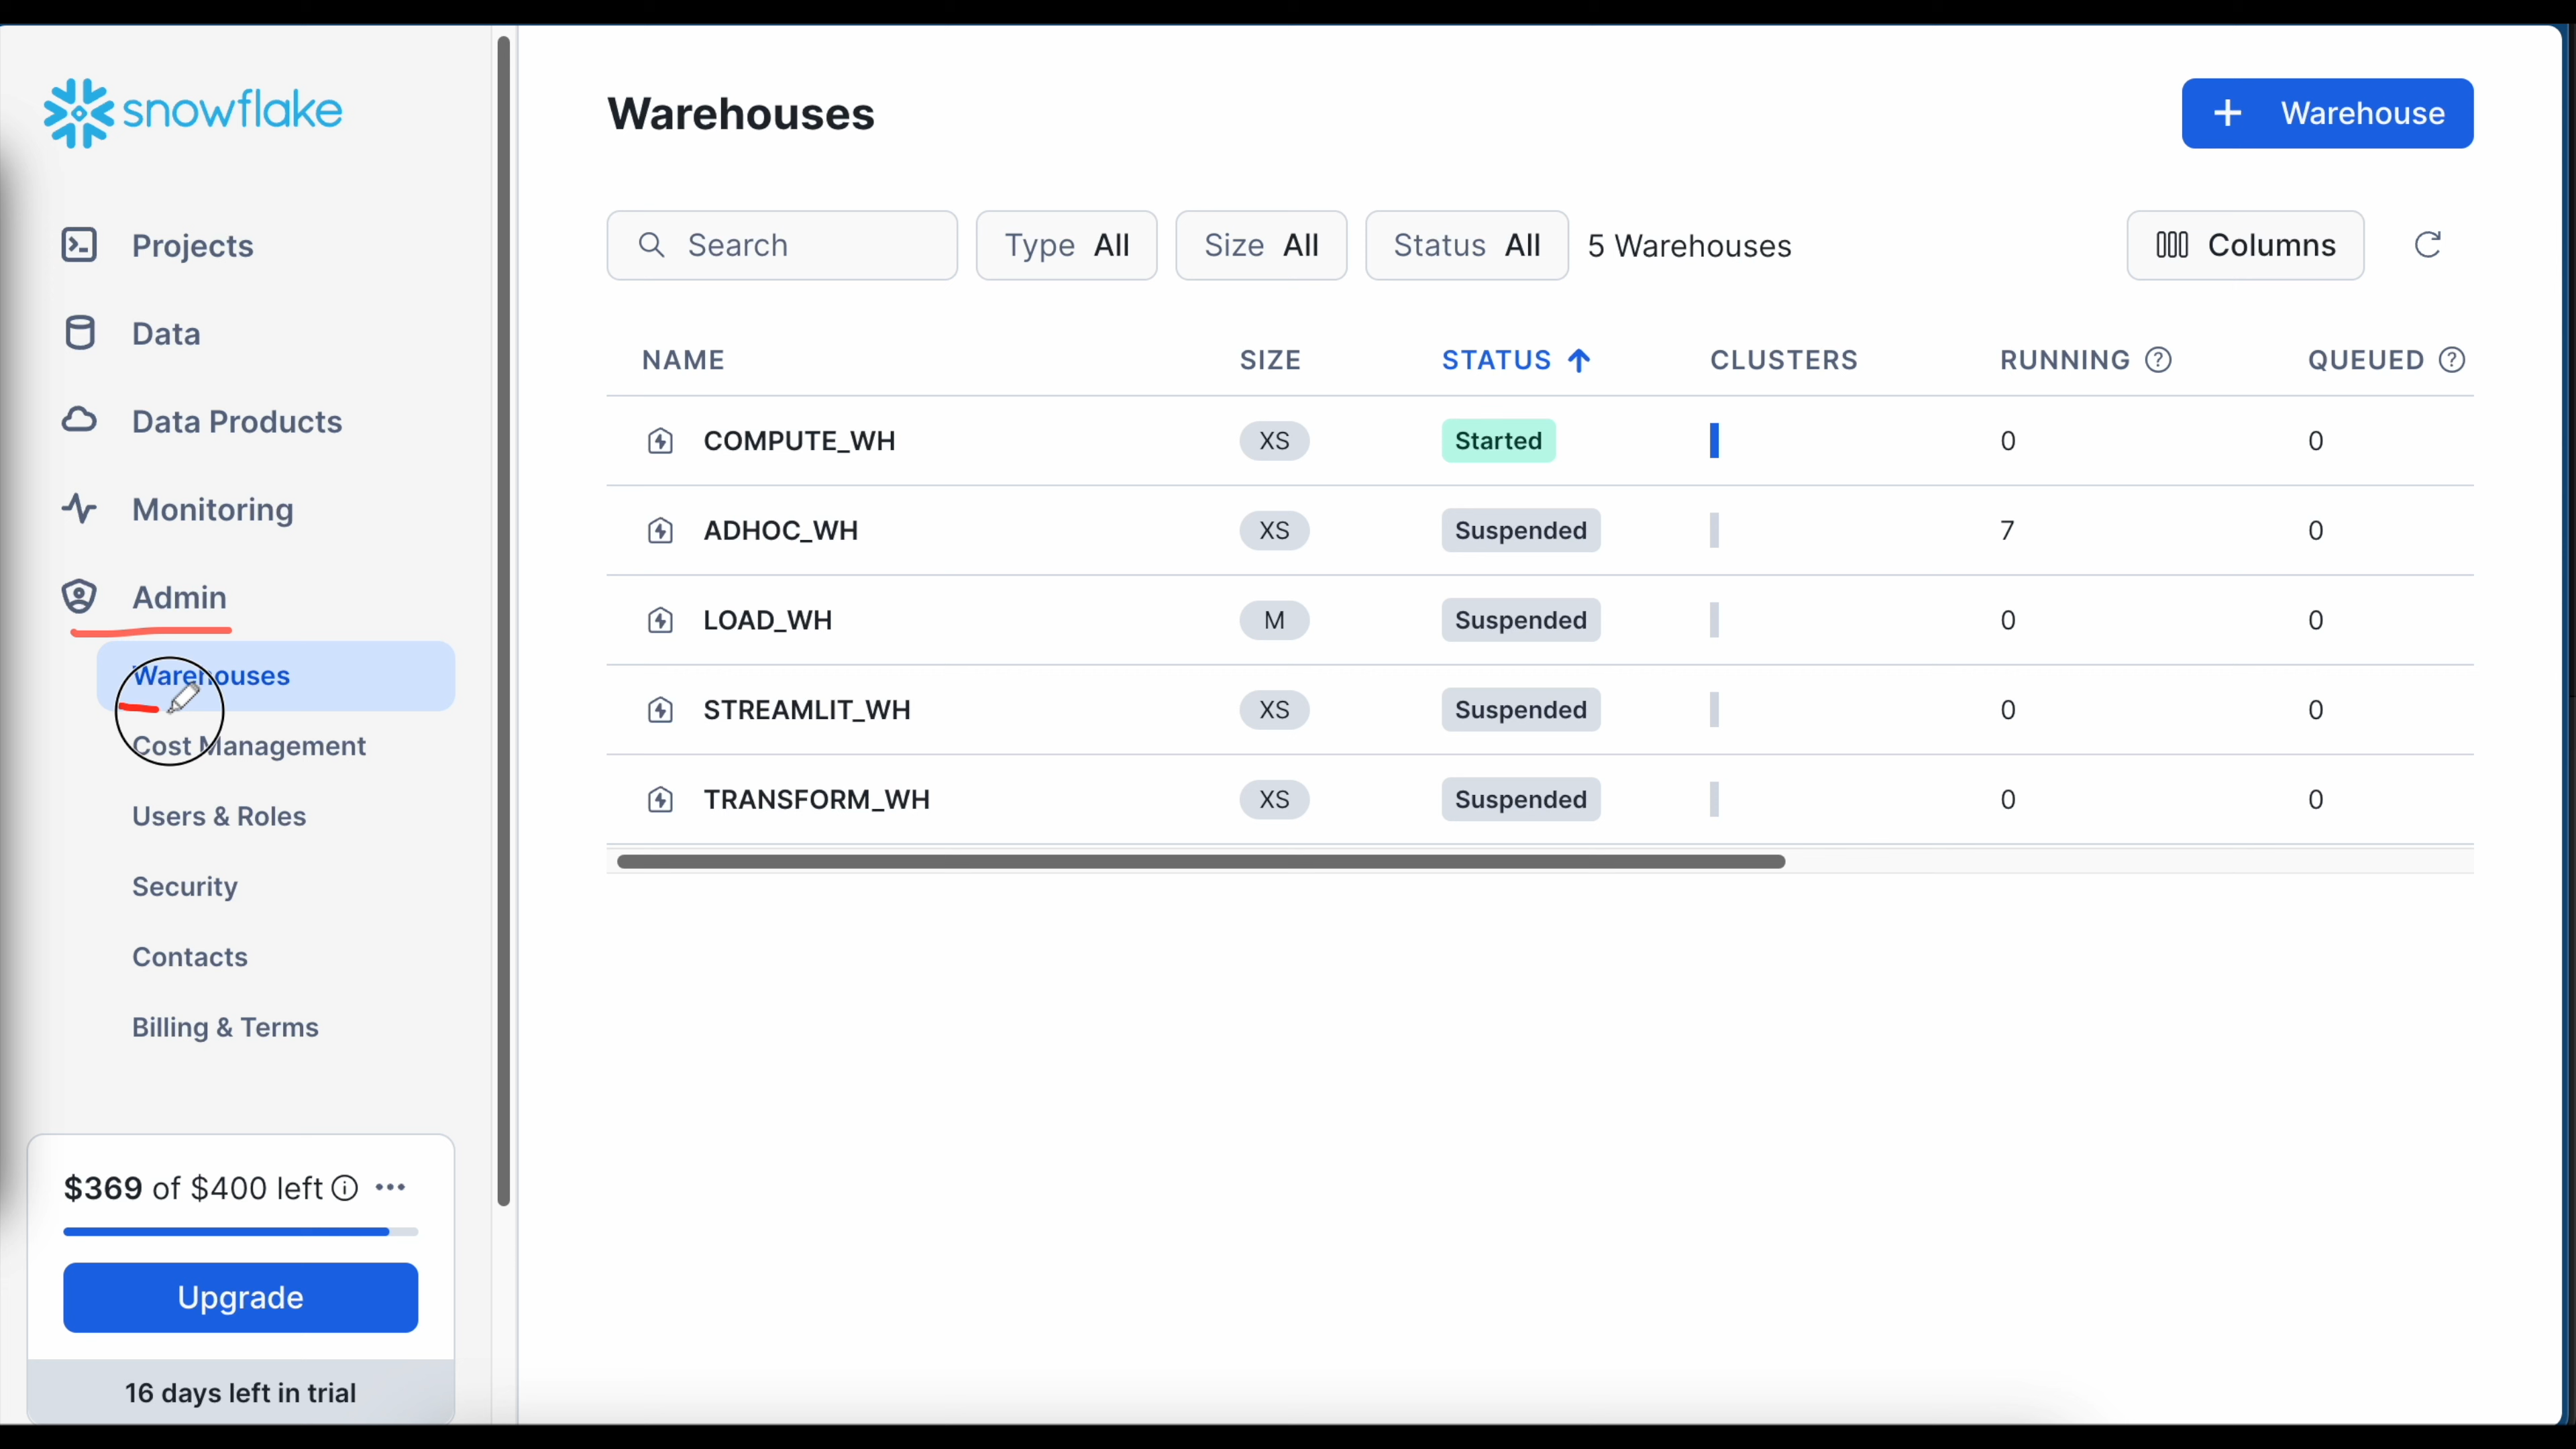 snowflake
Projects
Data
Data Products
Monitoring
Admin
Warehouses
Cost Management
Users & Roles
Security
Contacts
Billing & Terms
$369 of $400 left
Upgrade
16 days left in trial
Warehouses
+ Warehouse
Search
Type All
Size All
Status All
5 Warehouses
Columns
NAME SIZE STATUS CLUSTERS RUNNING QUEUED
COMPUTE_WH XS Started 0 0
ADHOC_WH XS Suspended 7 0
LOAD_WH M Suspended 0 0
STREAMLIT_WH XS Suspended 0 0
TRANSFORM_WH XS Suspended 0 0